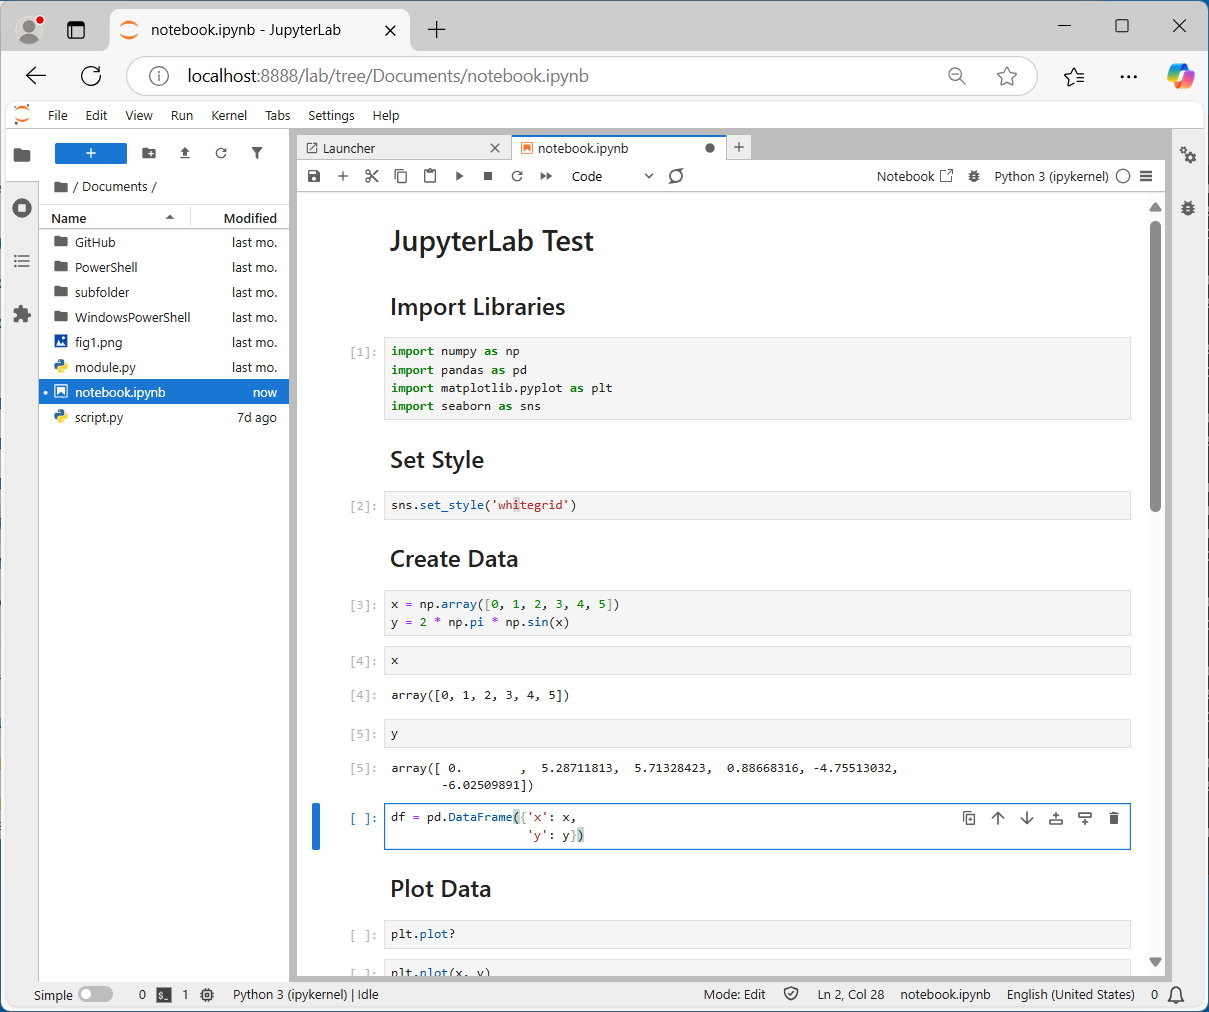 notebook.ipynb - JupyterLab
localhost:8888/lab/tree/Documents/notebook.ipynb
File Edit View Run Kernel Tabs Settings Help
+
/ Documents /
Name Modified
GitHub last mo.
PowerShell last mo.
subfolder last mo.
WindowsPowerShell last mo.
fig1.png last mo.
module.py last mo.
notebook.ipynb now
script.py 7d ago
Launcher
notebook.ipynb
Code
Notebook
Python 3 (ipykernel)
JupyterLab Test
Import Libraries
[1]: import numpy as np
import pandas as pd
import matplotlib.pyplot as plt
import seaborn as sns
Set Style
[2]: sns.set_style('whitegrid')
Create Data
[3]: x = np.array([0, 1, 2, 3, 4, 5])
y = 2 * np.pi * np.sin(x)
[4]: x
[4]: array([0, 1, 2, 3, 4, 5])
[5]: y
[5]: array([ 0.        ,  5.28711813,  5.71328423,  0.88668316, -4.75513032,
-6.02509891])
[ ]: df = pd.DataFrame({'x': x,
'y': y})
Plot Data
[ ]: plt.plot?
[ ]: plt.plot(x, y)
Simple 0 $_ 1 Python 3 (ipykernel) | Idle Mode: Edit Ln 2, Col 28 notebook.ipynb English (United States) 0